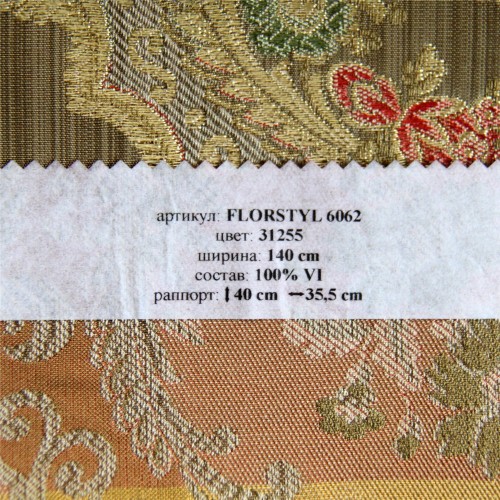 артикул: FLORSTYL 6062
цвет: 31255
ширина: 140 cm
состав: 100% VI
раппорт: ↕40 cm ↔35,5 cm